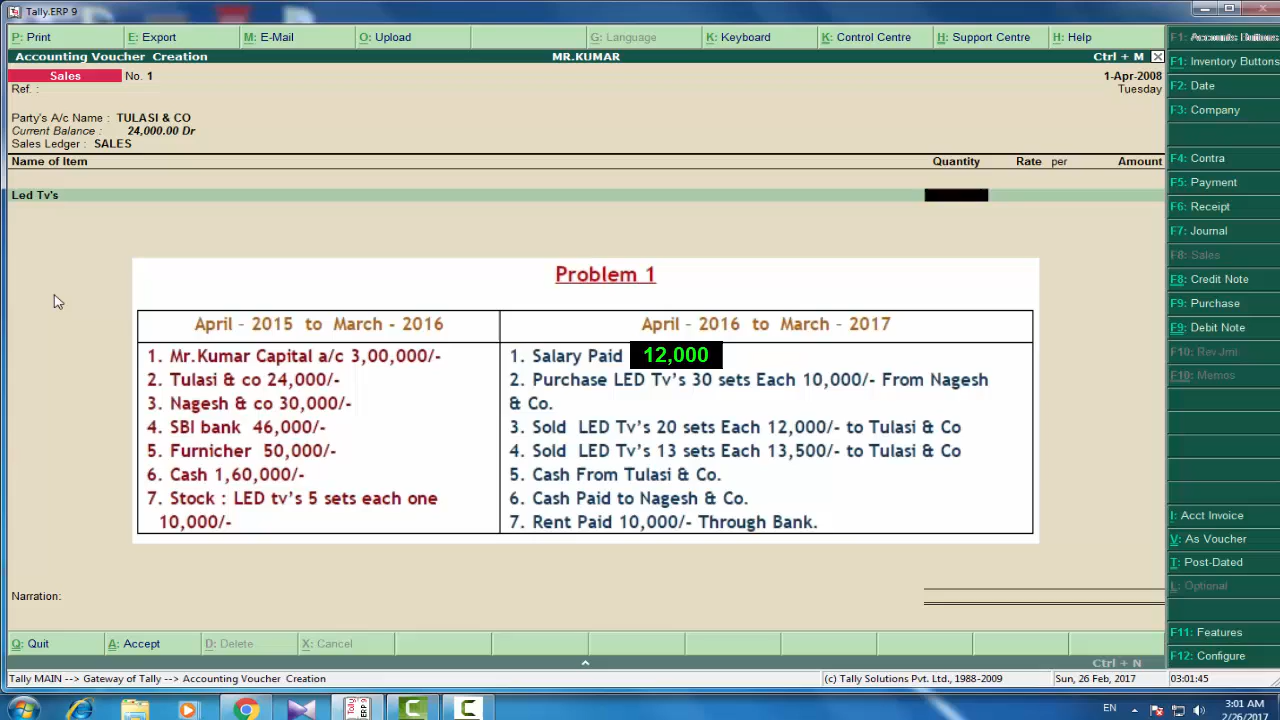 Tally.ERP 9
P: Print E: Export M: E-Mail O: Upload G: Language K: Keyboard K: Control Centre H: Support Centre H: Help
Accounting Voucher Creation MR.KUMAR Ctrl + M
Sales No. 1 1-Apr-2008
Ref. : Tuesday
Party's A/c Name : TULASI & CO
Current Balance : 24,000.00 Dr
Sales Ledger : SALES
Name of Item Quantity Rate per Amount
Led Tv's
Problem 1
April - 2015 to March - 2016
1. Mr.Kumar Capital a/c 3,00,000/-
2. Tulasi & co 24,000/-
3. Nagesh & co 30,000/-
4. SBI bank 46,000/-
5. Furnicher 50,000/-
6. Cash 1,60,000/-
7. Stock : LED tv's 5 sets each one
10,000/-
April - 2016 to March - 2017
1. Salary Paid 12,000
2. Purchase LED Tv's 30 sets Each 10,000/- From Nagesh
& Co.
3. Sold LED Tv's 20 sets Each 12,000/- to Tulasi & Co
4. Sold LED Tv's 13 sets Each 13,500/- to Tulasi & Co
5. Cash From Tulasi & Co.
6. Cash Paid to Nagesh & Co.
7. Rent Paid 10,000/- Through Bank.
Narration:
Q: Quit A: Accept D: Delete X: Cancel
Ctrl + N
Tally MAIN --> Gateway of Tally --> Accounting Voucher Creation (c) Tally Solutions Pvt. Ltd., 1988-2009 Sun, 26 Feb, 2017 03:01:45
F1: Accounts Buttons
F1: Inventory Buttons
F2: Date
F3: Company
F4: Contra
F5: Payment
F6: Receipt
F7: Journal
F8: Sales
F8: Credit Note
F9: Purchase
F9: Debit Note
F10: Rev Jrnl
F10: Memos
I: Acct Invoice
V: As Voucher
T: Post-Dated
L: Optional
F11: Features
F12: Configure
EN 3:01 AM
2/26/2017